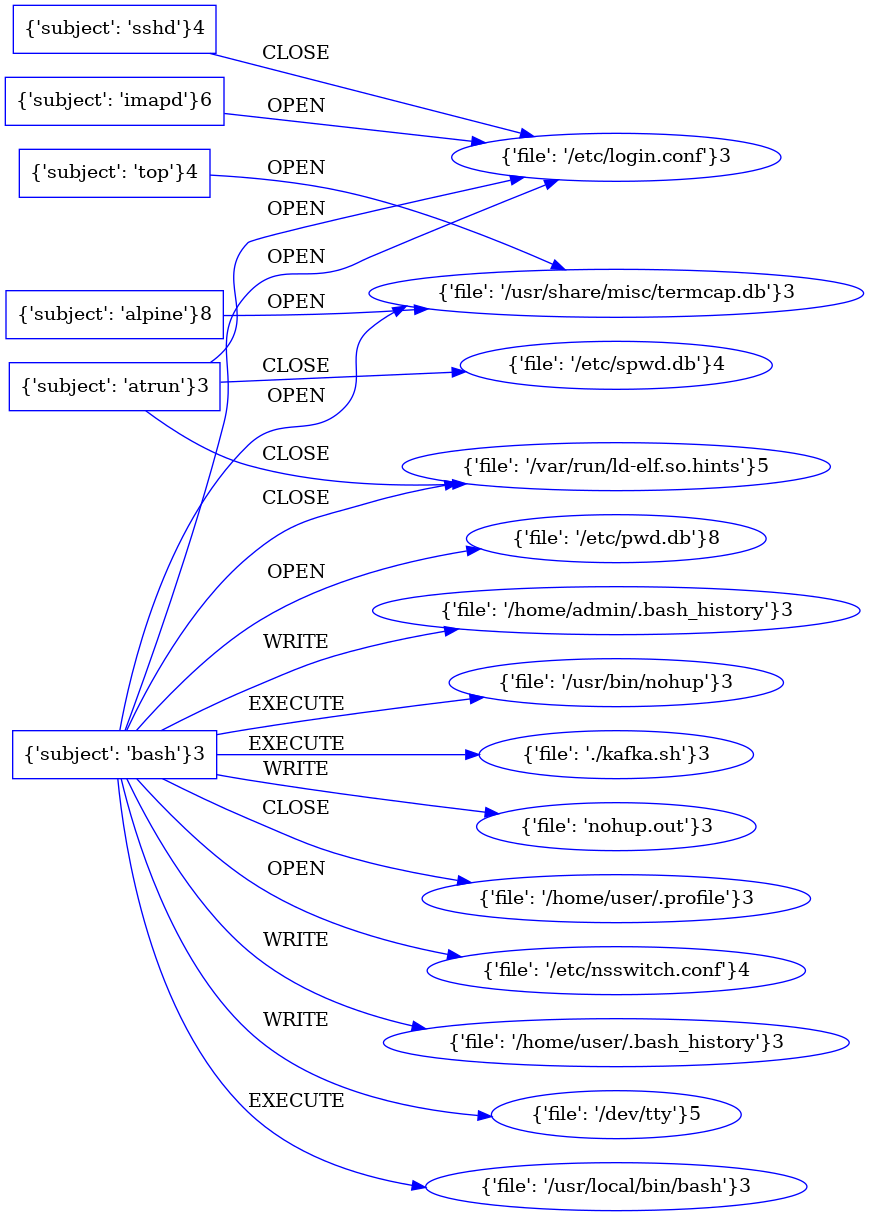 {'subject': 'sshd'}4
CLOSE
{'subject': 'imapd'}6
OPEN
{'file': '/etc/login.conf'}3
{'subject': 'top'}4
OPEN
OPEN
OPEN
{'file': '/usr/share/misc/termcap.db'}3
{'subject': 'alpine'}8
OPEN
{'file': '/etc/spwd.db'}4
CLOSE
{'subject': 'atrun'}3
OPEN
CLOSE
{'file': '/var/run/ld-elf.so.hints'}5
CLOSE
{'file': '/etc/pwd.db'}8
OPEN
{'file': '/home/admin/.bash_history'}3
WRITE
{'file': '/usr/bin/nohup'}3
EXECUTE
{'subject': 'bash'}3
EXECUTE
{'file': './kafka.sh'}3
WRITE
{'file': 'nohup.out'}3
CLOSE
{'file': '/home/user/.profile'}3
OPEN
{'file': '/etc/nsswitch.conf'}4
WRITE
{'file': '/home/user/.bash_history'}3
WRITE
{'file': '/dev/tty'}5
EXECUTE
{'file': '/usr/local/bin/bash'}3